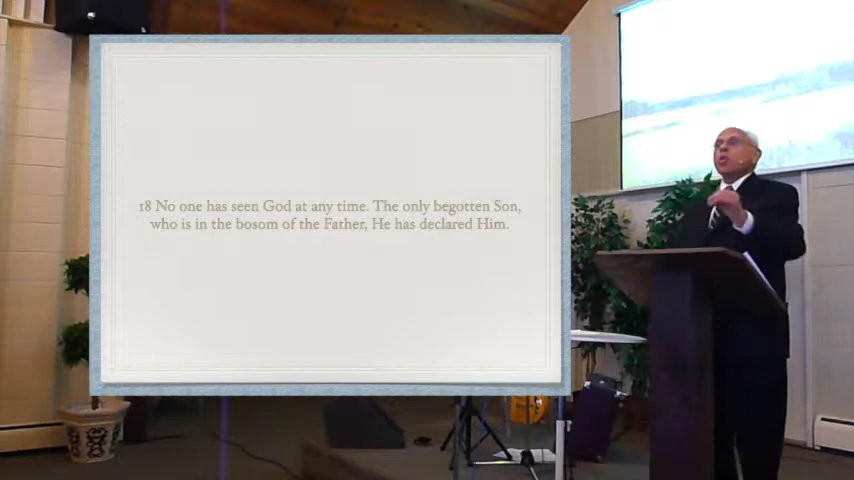 18 No one has seen God at any time. The only begotten Son,
who is in the bosom of the Father, He has declared Him.